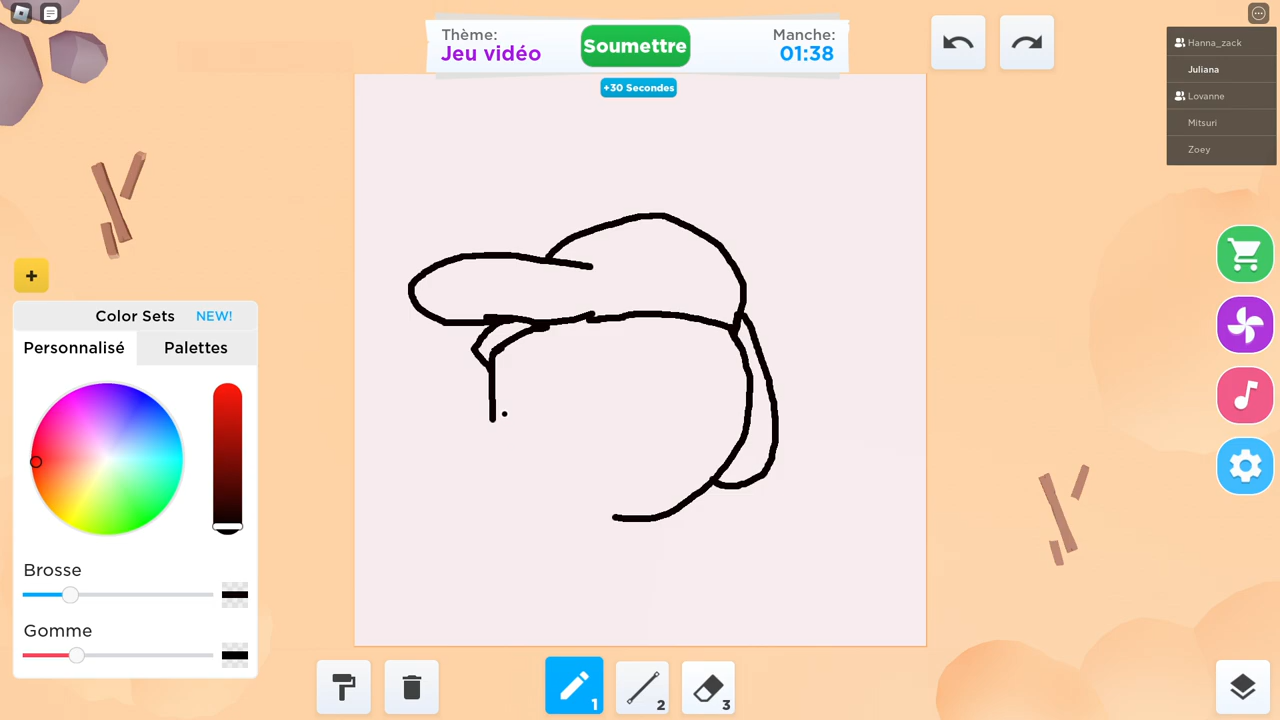 Thème:
Jeu vidéo
Soumettre
Manche:
01:38
+30 Secondes
Hanna_zack
Juliana
Lovanne
Mitsuri
Zoey
+
Color Sets NEW!
Personnalisé Palettes
Brosse
Gomme
1
2
3